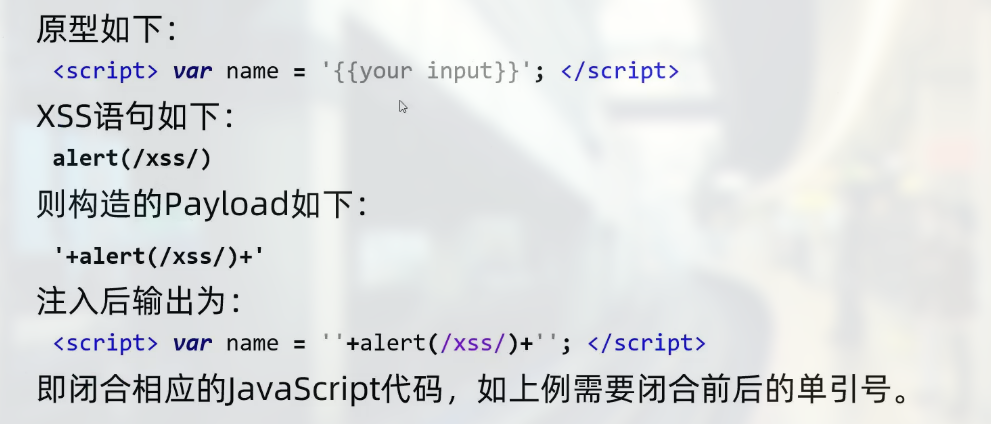 原型如下：
<script> var name = '{{your input}}'; </script>
XSS语句如下：
alert(/xss/)
则构造的Payload如下：
'+alert(/xss/)+'
注入后输出为：
<script> var name = ''+alert(/xss/)+''; </script>
即闭合相应的JavaScript代码，如上例需要闭合前后的单引号。